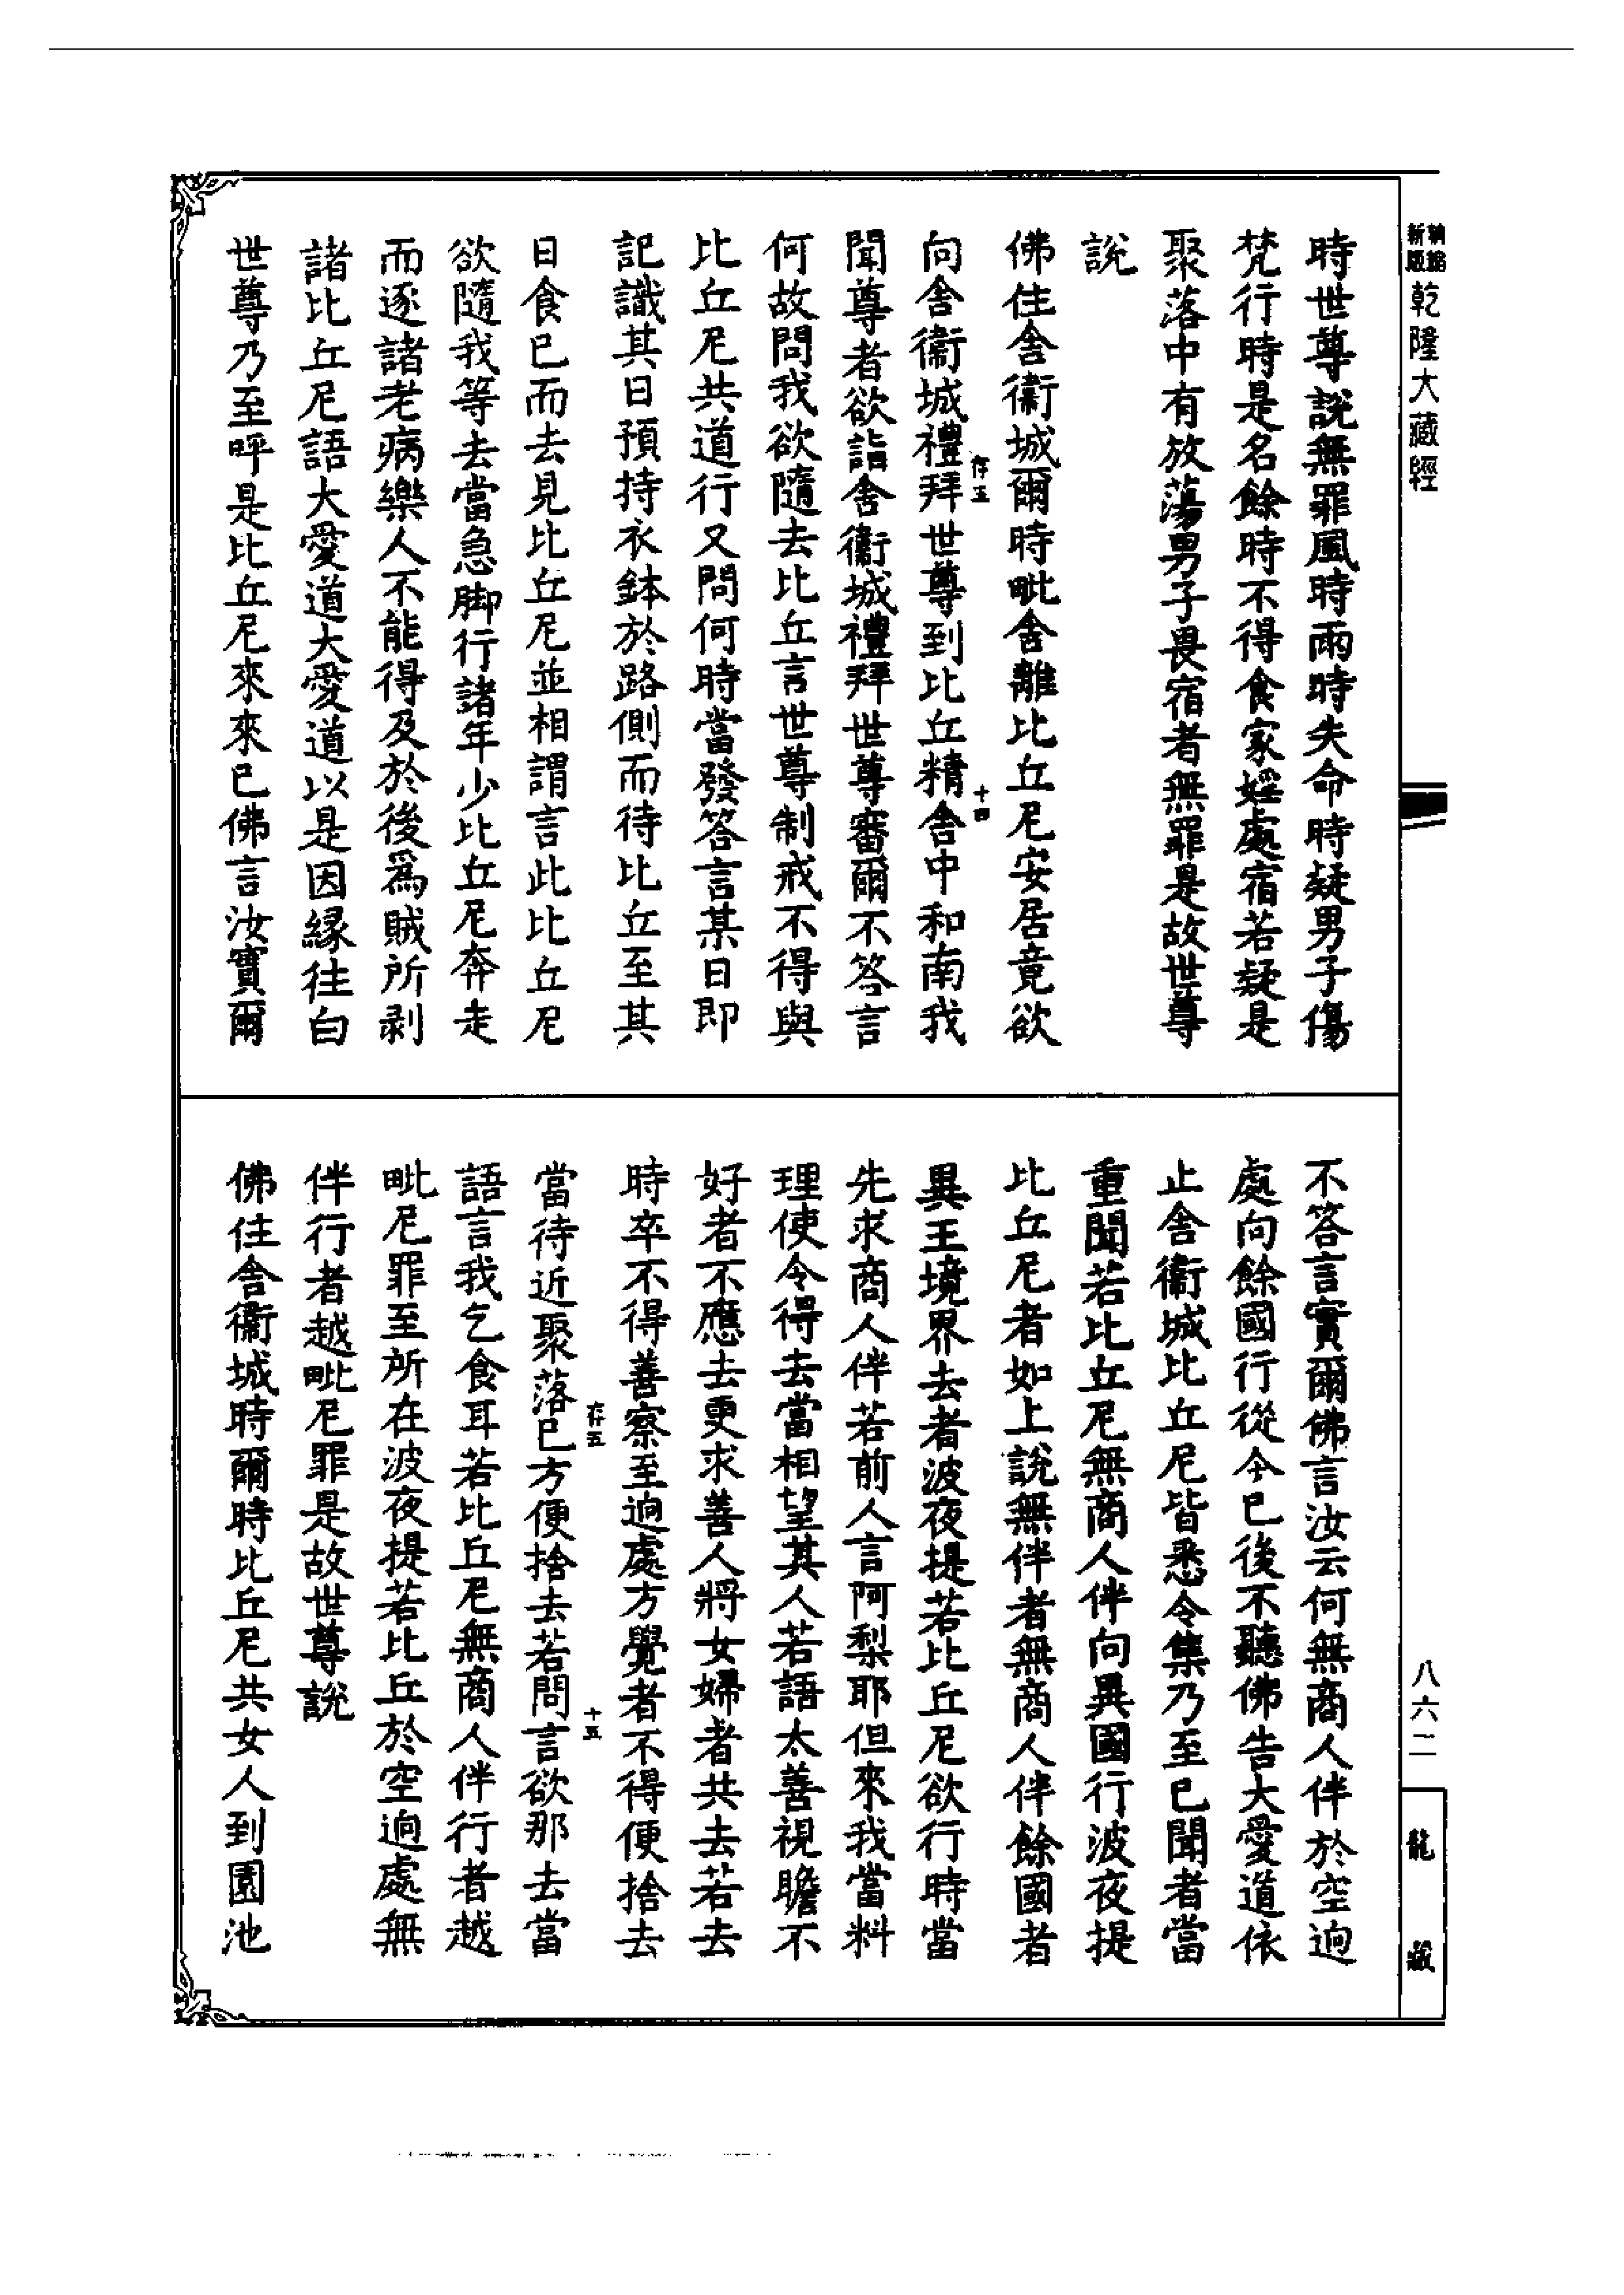 新版
精縮
乾隆大藏經
八六二
龍藏
時世尊說無罪風時雨時失命時疑男子傷
梵行時是名餘時不得食家婬處宿若疑是
聚落中有放蕩男子畏宿者無罪是故世尊
說
佛住舍衞城爾時毗舍離比丘尼安居竟欲
向舍衞城禮拜世尊到比丘精舍中和南我
存五
十四
聞尊者欲詣舍衞城禮拜世尊審爾不答言
何故問我欲隨去比丘言世尊制戒不得與
比丘尼共道行又問何時當發答言某日即
記識其日預持衣鉢於路側而待比丘至其
日食已而去見比丘尼並相謂言此比丘尼
欲隨我等去當急脚行諸年少比丘尼奔走
而逐諸老病樂人不能得及於後爲賊所剥
諸比丘尼語大愛道大愛道以是因緣往白
世尊乃至呼是比丘尼來來已佛言汝實爾
不答言實爾佛言汝云何無商人伴於空逈
處向餘國行從今已後不聽佛告大愛道依
止舍衞城比丘尼皆悉令集乃至已聞者當
重聞若比丘尼無商人伴向異國行波夜提
比丘尼者如上說無伴者無商人伴餘國者
異王境界去者波夜提若比丘尼欲行時當
先求商人伴若前人言阿梨耶但來我當料
理使令得去當相望其人若語太善視瞻不
好者不應去更求善人將女婦者共去若去
時卒不得善察至逈處方覺者不得便捨去
當待近聚落已方便捨去若問言欲那去當
存五
十五
語言我乞食耳若比丘尼無商人伴行者越
毗尼罪至所在波夜提若比丘於空逈處無
伴行者越毗尼罪是故世尊說
佛住舍衞城時爾時比丘尼共女人到園池